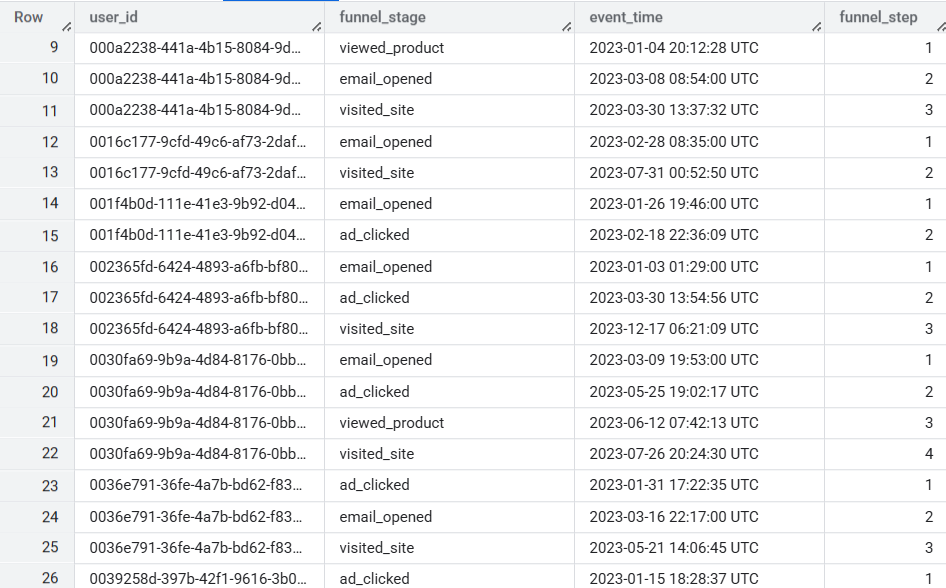 Row user_id funnel_stage event_time funnel_step
9 000a2238-441a-4b15-8084-9d... viewed_product 2023-01-04 20:12:28 UTC 1
10 000a2238-441a-4b15-8084-9d... email_opened 2023-03-08 08:54:00 UTC 2
11 000a2238-441a-4b15-8084-9d... visited_site 2023-03-30 13:37:32 UTC 3
12 0016c177-9cfd-49c6-af73-2daf... email_opened 2023-02-28 08:35:00 UTC 1
13 0016c177-9cfd-49c6-af73-2daf... visited_site 2023-07-31 00:52:50 UTC 2
14 001f4b0d-111e-41e3-9b92-d04... email_opened 2023-01-26 19:46:00 UTC 1
15 001f4b0d-111e-41e3-9b92-d04... ad_clicked 2023-02-18 22:36:09 UTC 2
16 002365fd-6424-4893-a6fb-bf80... email_opened 2023-01-03 01:29:00 UTC 1
17 002365fd-6424-4893-a6fb-bf80... ad_clicked 2023-03-30 13:54:56 UTC 2
18 002365fd-6424-4893-a6fb-bf80... visited_site 2023-12-17 06:21:09 UTC 3
19 0030fa69-9b9a-4d84-8176-0bb... email_opened 2023-03-09 19:53:00 UTC 1
20 0030fa69-9b9a-4d84-8176-0bb... ad_clicked 2023-05-25 19:02:17 UTC 2
21 0030fa69-9b9a-4d84-8176-0bb... viewed_product 2023-06-12 07:42:13 UTC 3
22 0030fa69-9b9a-4d84-8176-0bb... visited_site 2023-07-26 20:24:30 UTC 4
23 0036e791-36fe-4a7b-bd62-f83... ad_clicked 2023-01-31 17:22:35 UTC 1
24 0036e791-36fe-4a7b-bd62-f83... email_opened 2023-03-16 22:17:00 UTC 2
25 0036e791-36fe-4a7b-bd62-f83... visited_site 2023-05-21 14:06:45 UTC 3
26 0039258d-397b-42f1-9616-3b0... ad_clicked 2023-01-15 18:28:37 UTC 1